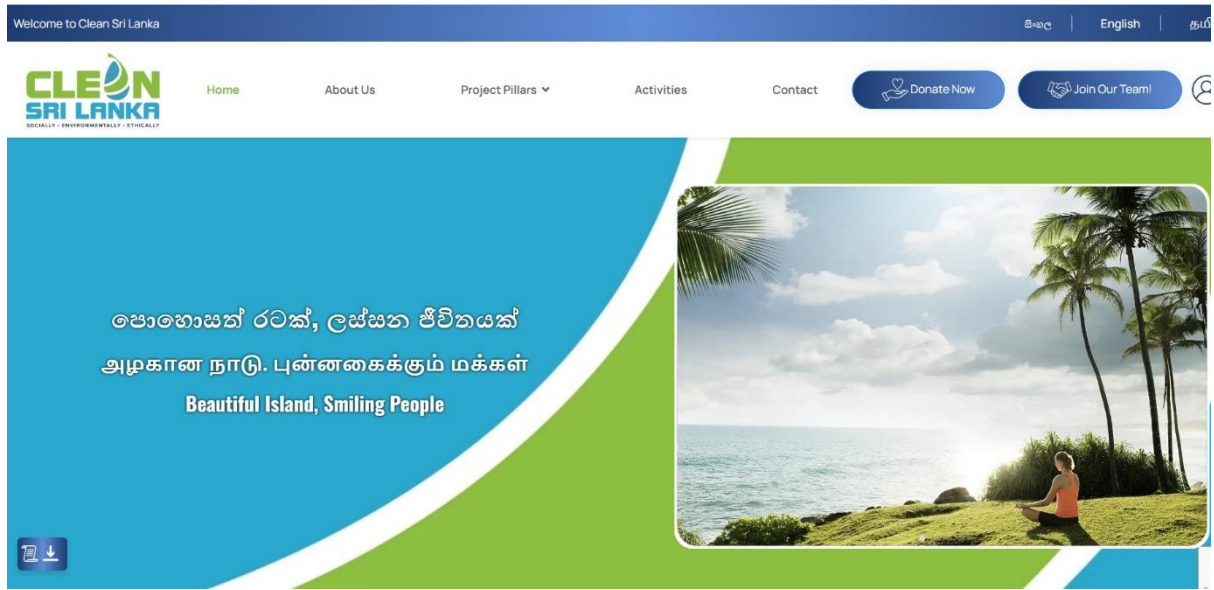 Welcome to Clean Sri Lanka
සිංහල
English
CLEAN
SRI LANKA
SOCIALLY • ENVIRONMENTALLY • ETHICALLY
Home
About Us
Project Pillars
Activities
Contact
Donate Now
Join Our Team!
පොහොසත් රටක්, ලස්සන ජීවිතයක්
அழகான நாடு. புன்னகைக்கும் மக்கள்
Beautiful Island, Smiling People